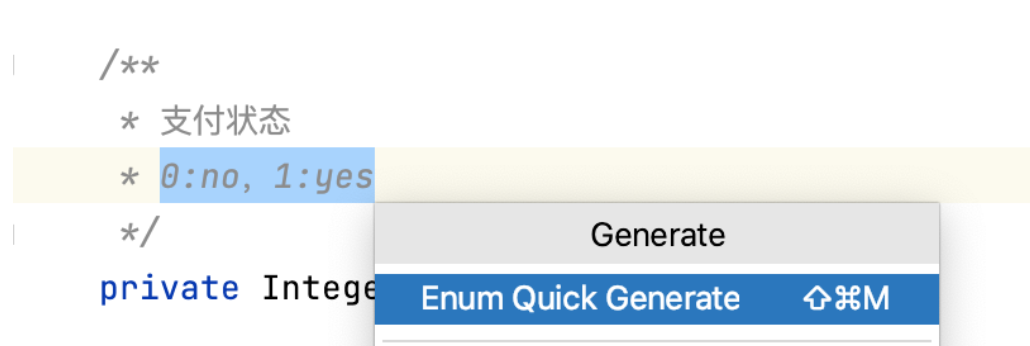 /**
* 支付状态
* 0:no, 1:yes
*/
Generate
private Intege
Enum Quick Generate ⇧⌘M